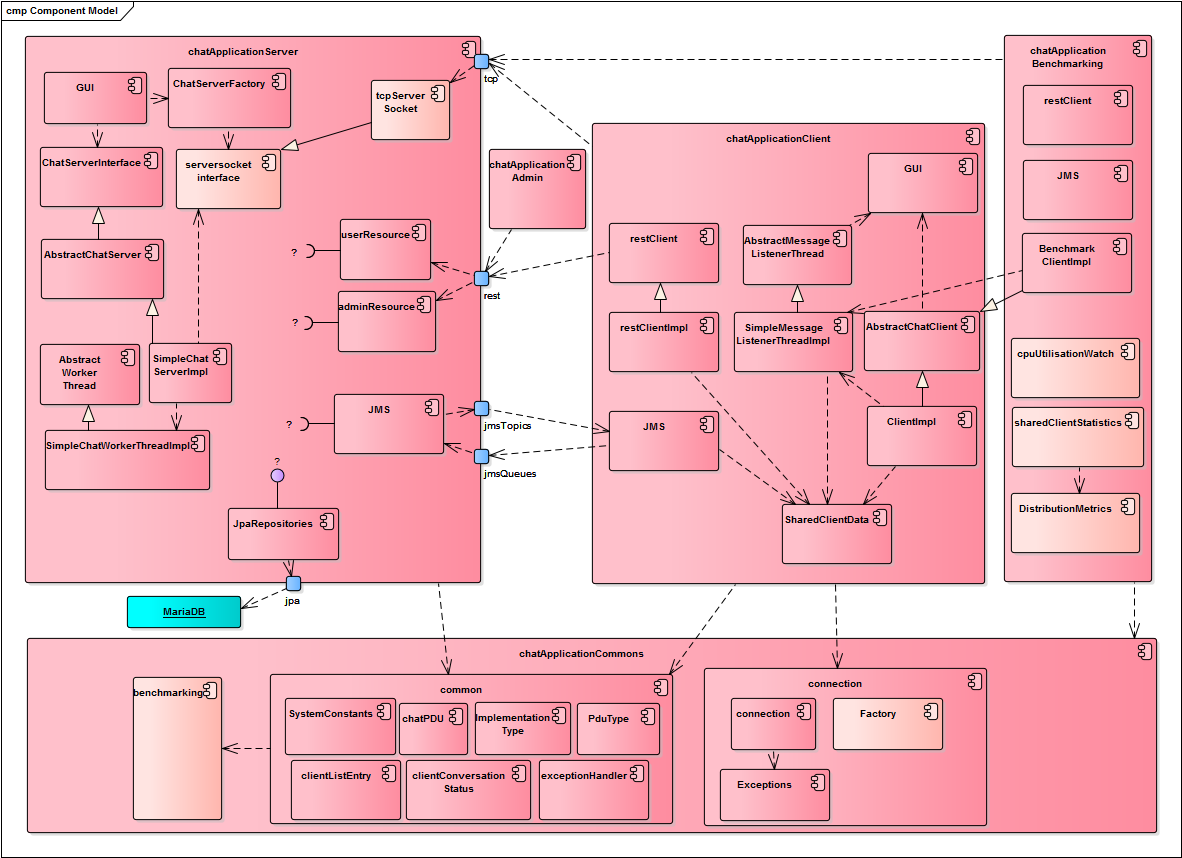 cmp Component Model
chatApplicationServer
GUI
ChatServerFactory
tcpServer
Socket
tcp
ChatServerInterface
serversocket
interface
AbstractChatServer
userResource
?
adminResource
?
rest
Abstract
Worker
Thread
SimpleChat
ServerImpl
JMS
?
jmsTopics
jmsQueues
SimpleChatWorkerThreadImpl
?
JpaRepositories
jpa
MariaDB
chatApplication
Admin
chatApplicationClient
GUI
restClient
AbstractMessage
ListenerThread
restClientImpl
SimpleMessage
ListenerThreadImpl
AbstractChatClient
JMS
ClientImpl
SharedClientData
chatApplication
Benchmarking
restClient
JMS
Benchmark
ClientImpl
cpuUtilisationWatch
sharedClientStatistics
DistributionMetrics
chatApplicationCommons
benchmarking
common
SystemConstants
chatPDU
Implementation
Type
PduType
clientListEntry
clientConversation
Status
exceptionHandler
connection
connection
Factory
Exceptions